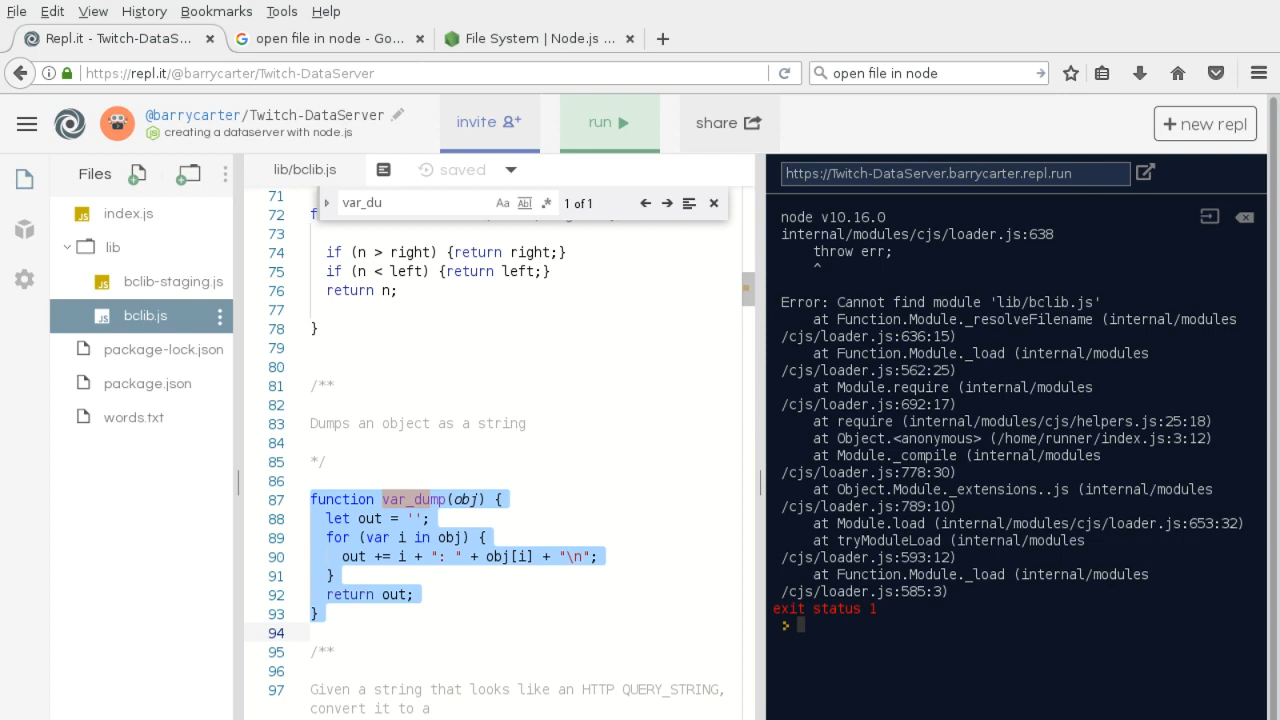 File Edit View History Bookmarks Tools Help
Repl.it - Twitch-DataS... × open file in node - Go... × File System | Node.js ... × +
https://repl.it/@barrycarter/Twitch-DataServer open file in node
@barrycarter/Twitch-DataServer
creating a dataserver with node.js
invite
run
share
+ new repl
Files
index.js
lib
bclib-staging.js
bclib.js
package-lock.json
package.json
words.txt
lib/bclib.js
saved
var_du Aa Abl .* 1 of 1
71
72
73
74 if (n > right) {return right;}
75 if (n < left) {return left;}
76 return n;
77
78 }
79
80
81 /**
82
83 Dumps an object as a string
84
85 */
86
87 function var_dump(obj) {
88 let out = '';
89 for (var i in obj) {
90 out += i + ": " + obj[i] + "\n";
91 }
92 return out;
93 }
94
95 /**
96
97 Given a string that looks like an HTTP QUERY_STRING,
convert it to a
https://Twitch-DataServer.barrycarter.repl.run
node v10.16.0
internal/modules/cjs/loader.js:638
throw err;
^
Error: Cannot find module 'lib/bclib.js'
at Function.Module._resolveFilename (internal/modules
/cjs/loader.js:636:15)
at Function.Module._load (internal/modules
/cjs/loader.js:562:25)
at Module.require (internal/modules
/cjs/loader.js:692:17)
at require (internal/modules/cjs/helpers.js:25:18)
at Object.<anonymous> (/home/runner/index.js:3:12)
at Module._compile (internal/modules
/cjs/loader.js:778:30)
at Object.Module._extensions..js (internal/modules
/cjs/loader.js:789:10)
at Module.load (internal/modules/cjs/loader.js:653:32)
at tryModuleLoad (internal/modules
/cjs/loader.js:593:12)
at Function.Module._load (internal/modules
/cjs/loader.js:585:3)
exit status 1
>